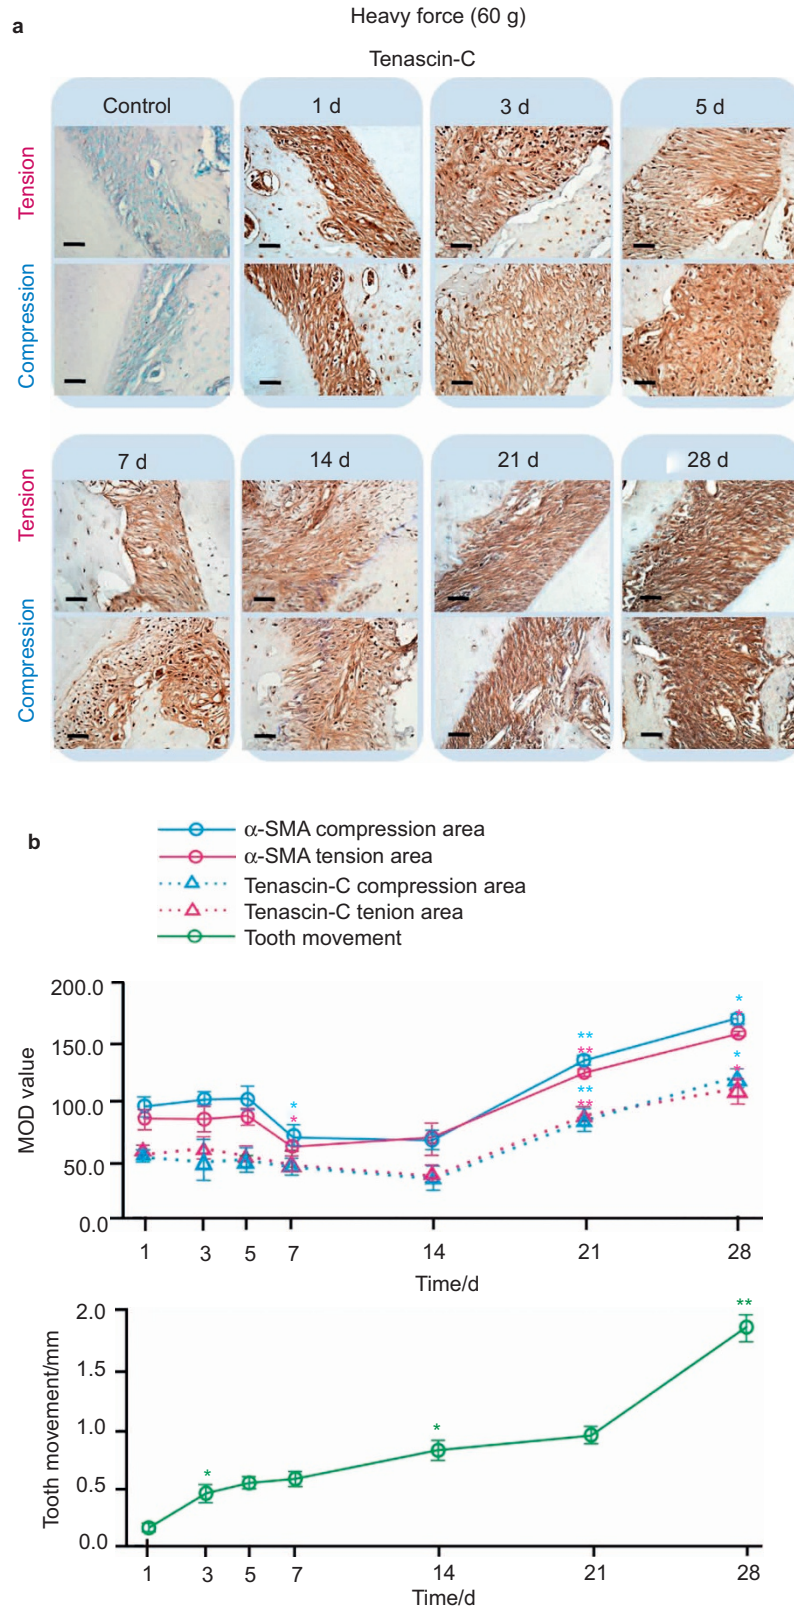 a
Heavy force (60 g)
Tenascin-C
Control
1 d
3 d
5 d
Tension
Compression
7 d
14 d
21 d
28 d
Tension
Compression
b
α-SMA compression area
α-SMA tension area
Tenascin-C compression area
Tenascin-C tenion area
Tooth movement
MOD value
200.0
150.0
100.0
50.0
0.0
** ** ** **
* * * * * *
1 3 5 7 14 21 28
Time/d
Tooth movement/mm
2.0
1.5
1.0
0.5
0.0
* * **
1 3 5 7 14 21 28
Time/d